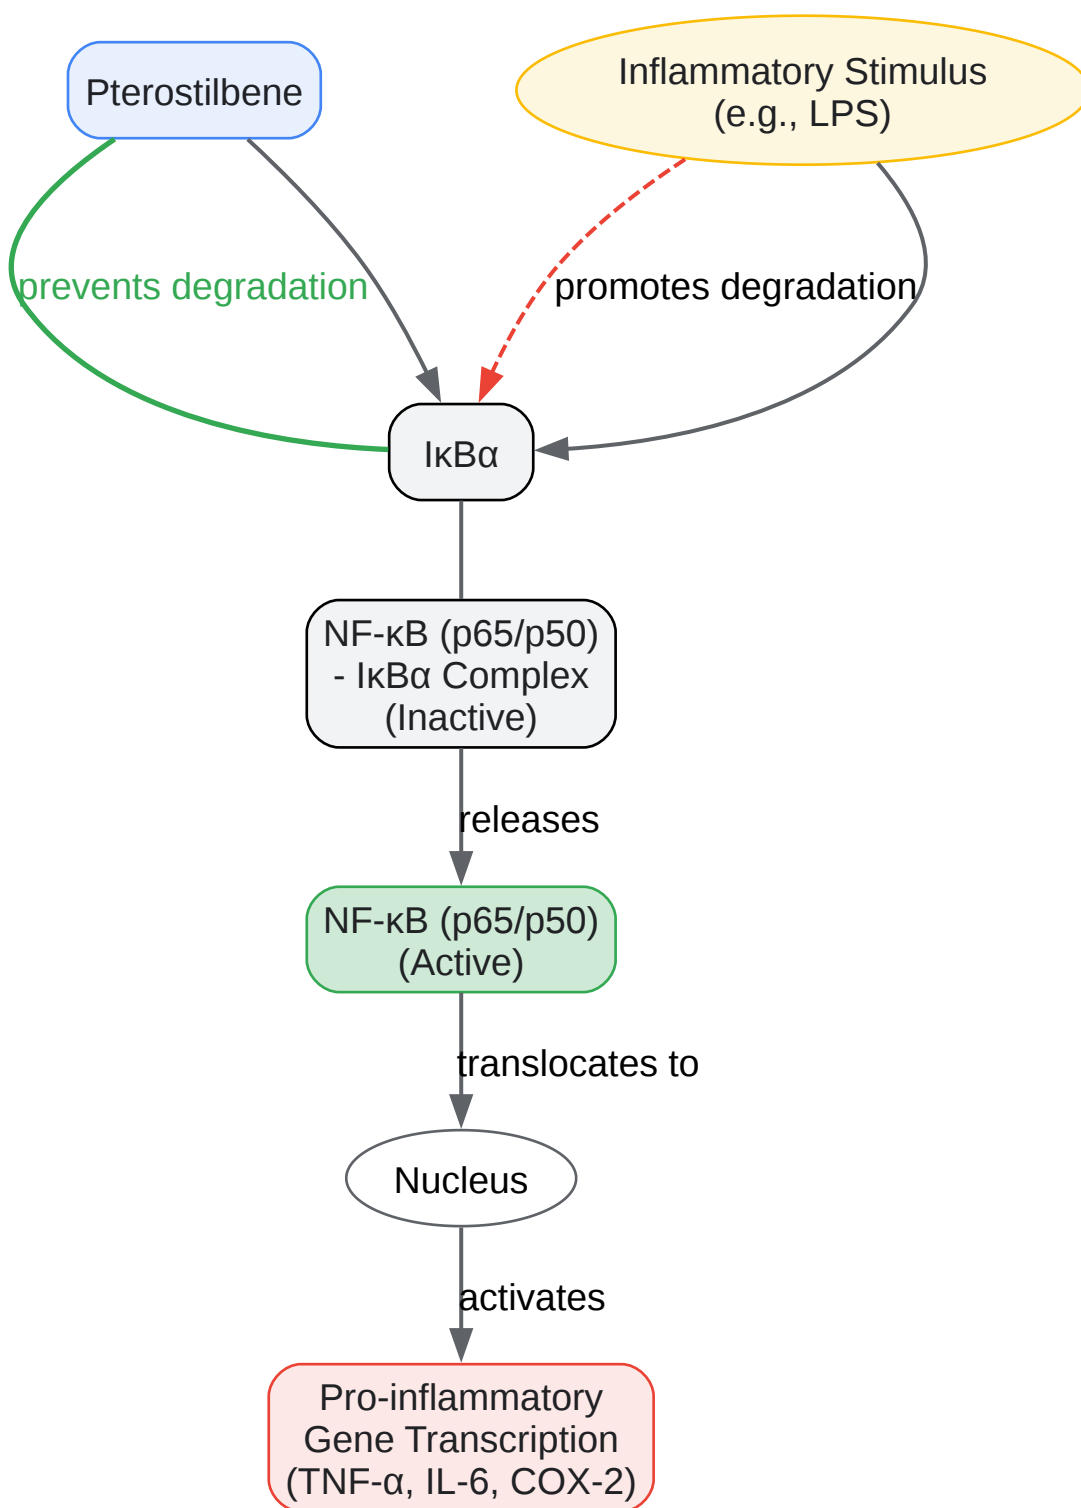 Pterostilbene
Inflammatory Stimulus
(e.g., LPS)
prevents degradation
promotes degradation
IκBα
NF-κB (p65/p50)
- IκBα Complex
(Inactive)
releases
NF-κB (p65/p50)
(Active)
translocates to
Nucleus
activates
Pro-inflammatory
Gene Transcription
(TNF-α, IL-6, COX-2)